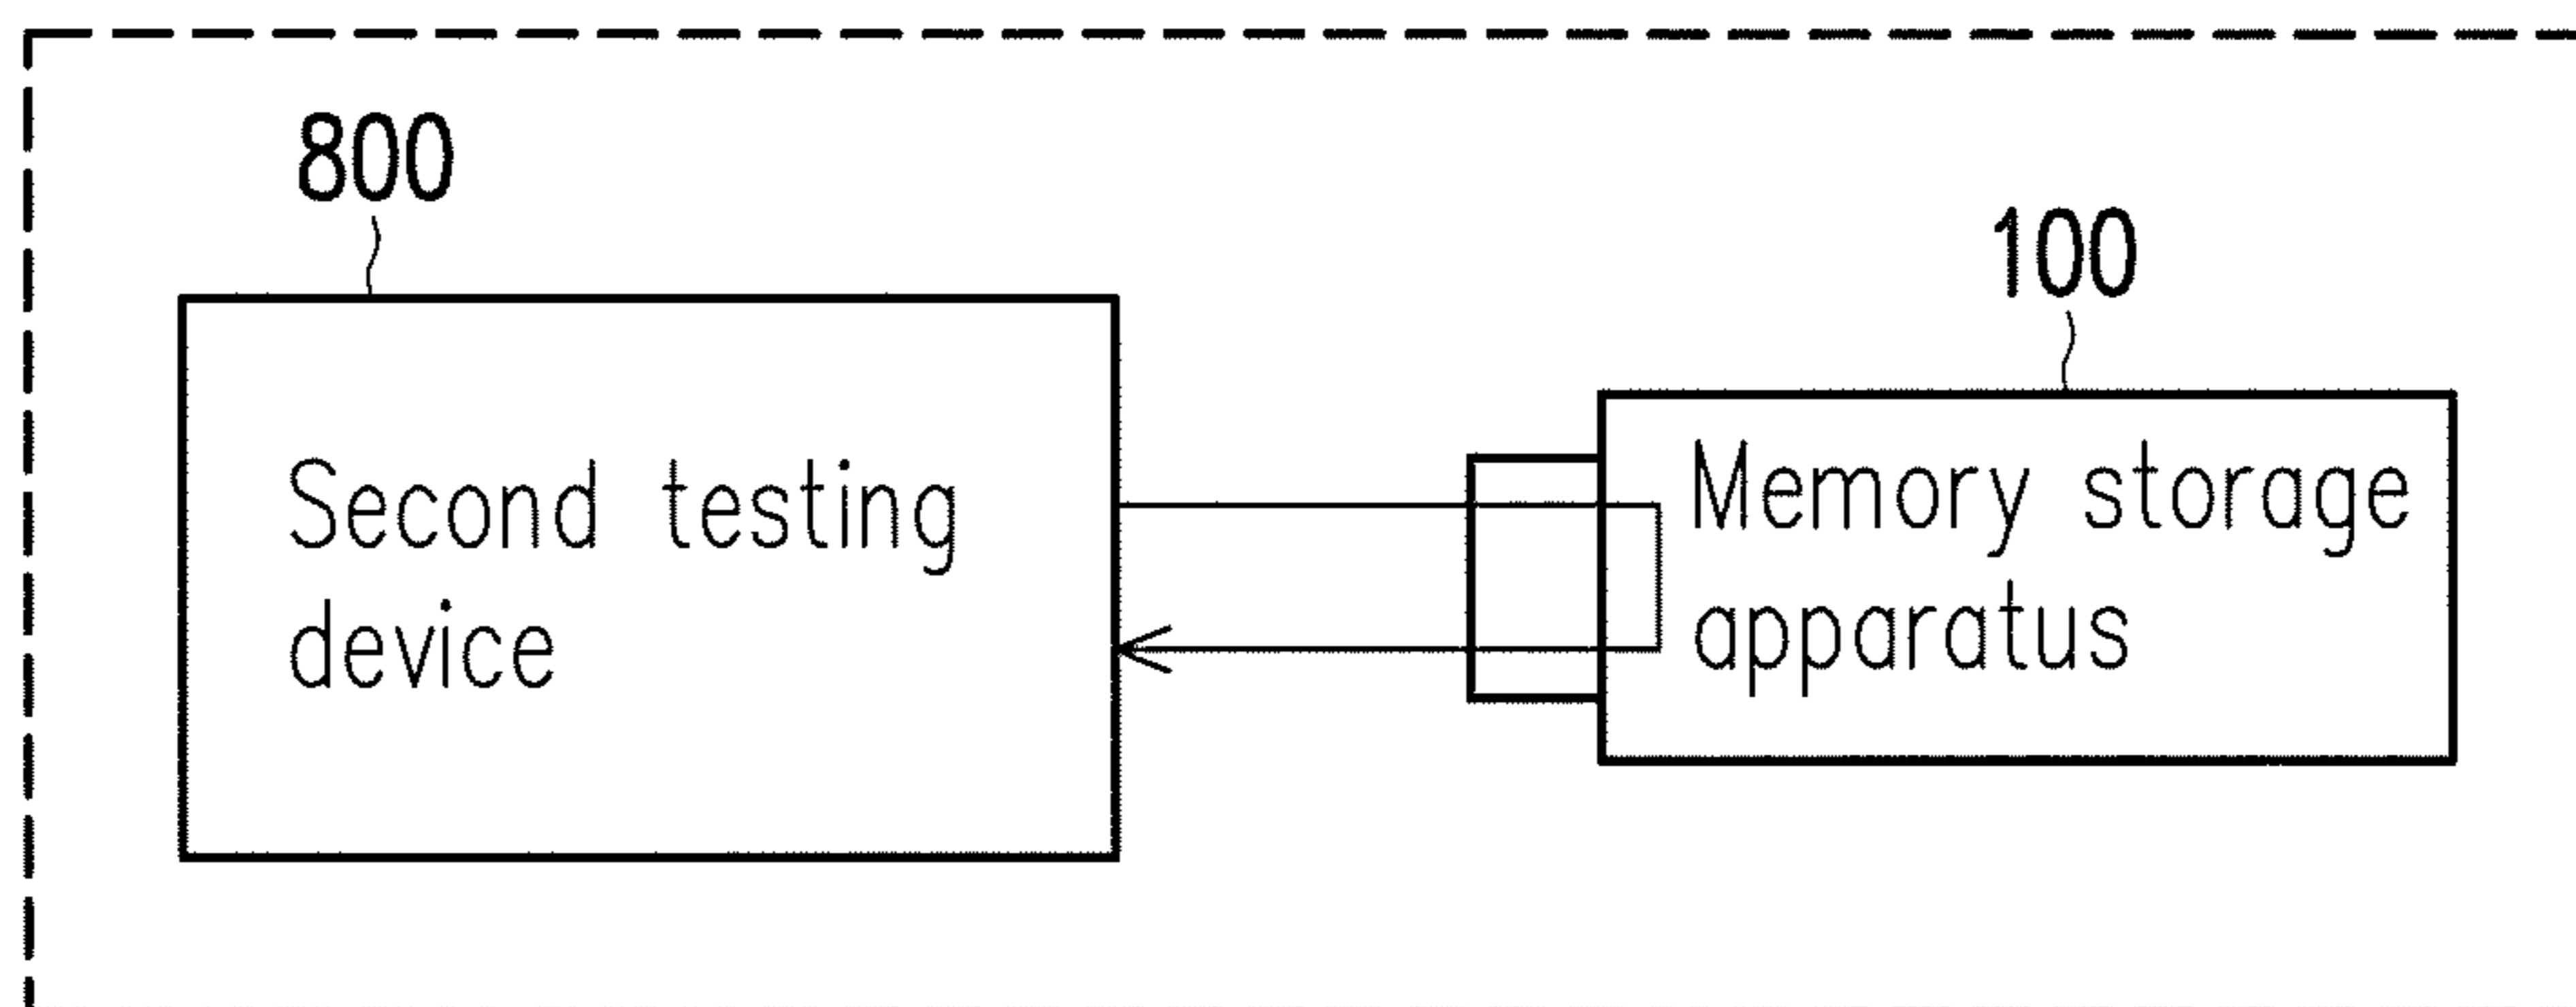 800
100
Second testing
device
Memory storage
apparatus